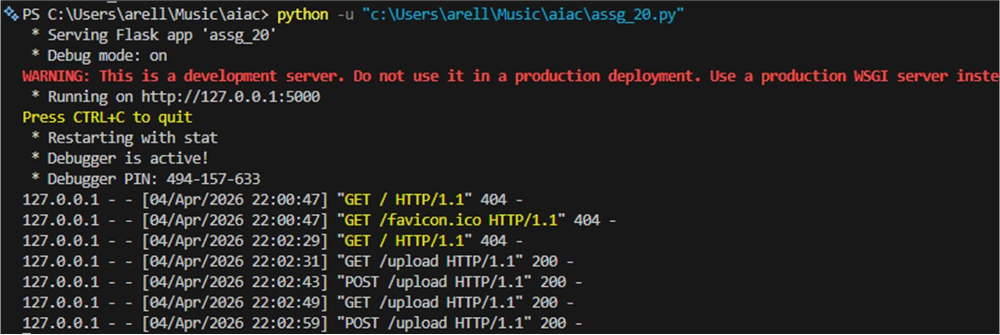 PS C:\Users\arell\Music\aiac> python -u "c:\Users\arell\Music\aiac\assg_20.py"
* Serving Flask app 'assg_20'
* Debug mode: on
WARNING: This is a development server. Do not use it in a production deployment. Use a production WSGI server inste
* Running on http://127.0.0.1:5000
Press CTRL+C to quit
* Restarting with stat
* Debugger is active!
* Debugger PIN: 494-157-633
127.0.0.1 - - [04/Apr/2026 22:00:47] "GET / HTTP/1.1" 404 -
127.0.0.1 - - [04/Apr/2026 22:00:47] "GET /favicon.ico HTTP/1.1" 404 -
127.0.0.1 - - [04/Apr/2026 22:02:29] "GET / HTTP/1.1" 404 -
127.0.0.1 - - [04/Apr/2026 22:02:31] "GET /upload HTTP/1.1" 200 -
127.0.0.1 - - [04/Apr/2026 22:02:43] "POST /upload HTTP/1.1" 200 -
127.0.0.1 - - [04/Apr/2026 22:02:49] "GET /upload HTTP/1.1" 200 -
127.0.0.1 - - [04/Apr/2026 22:02:59] "POST /upload HTTP/1.1" 200 -